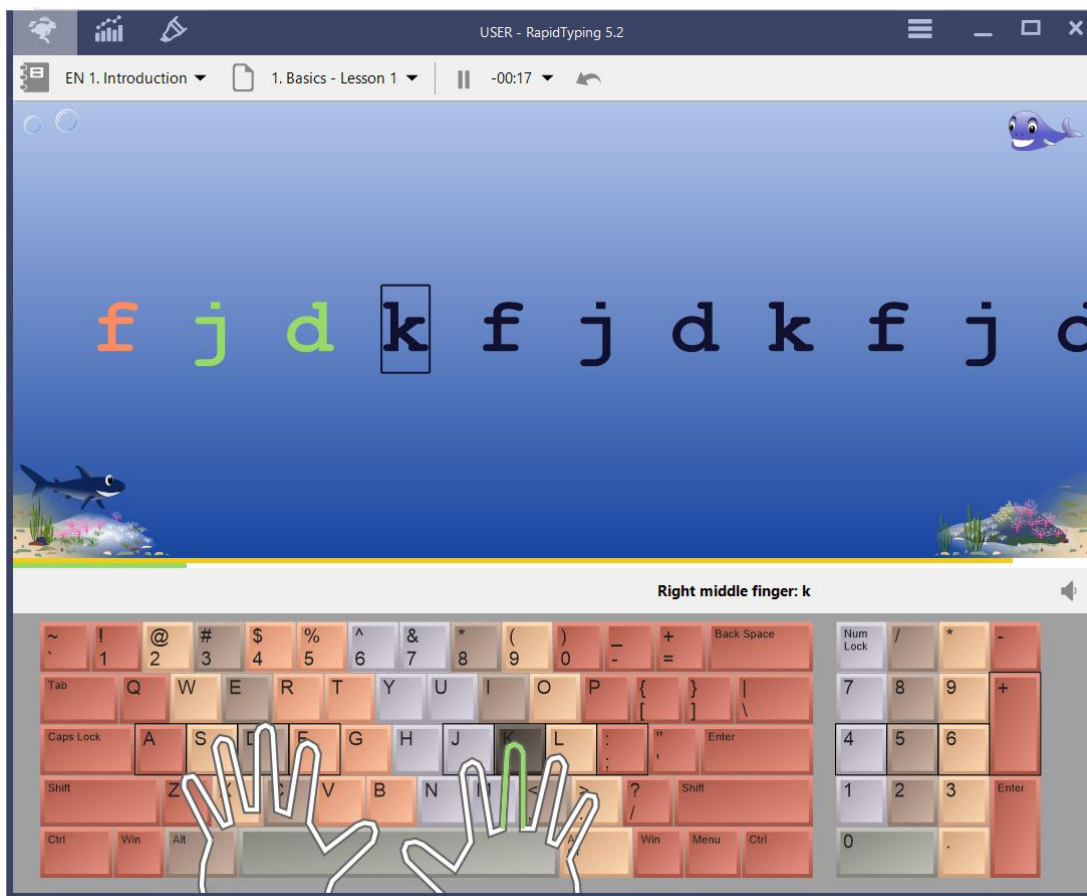 USER - RapidTyping 5.2
EN 1. Introduction
1. Basics - Lesson 1
-00:17
f j d k f j d k f j d
Right middle finger: k
~ ! @ # $ % ^ & * ( ) _ + Back Space
` 1 2 3 4 5 6 7 8 9 0 - =
Tab Q W E R T Y U I O P { } |
[ ] \
Caps Lock A S D F G H J K L : " Enter
; '
Shift Z X C V B N M < > ? Shift
, . /
Ctrl Win Alt Win Menu Ctrl
Num Lock / * -
7 8 9 +
4 5 6
1 2 3 Enter
0 .